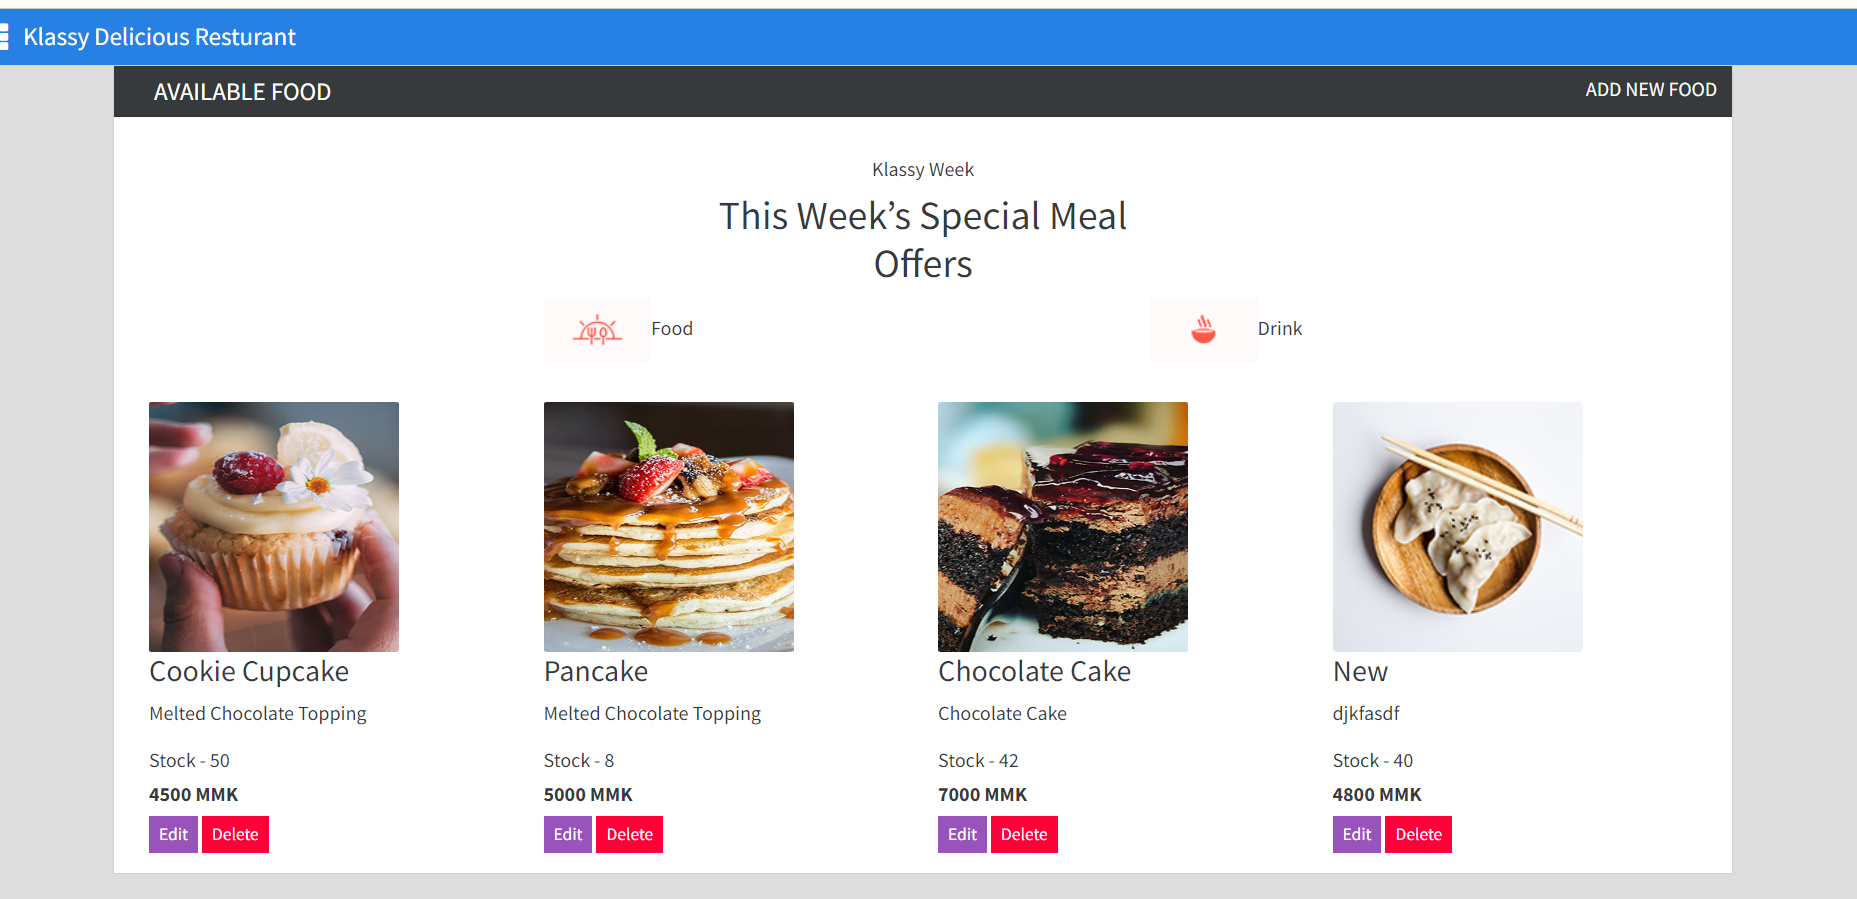 Klassy Delicious Resturant
AVAILABLE FOOD
ADD NEW FOOD
Klassy Week
This Week’s Special Meal
Offers
Food
Drink
Cookie Cupcake
Melted Chocolate Topping
Stock - 50
4500 MMK
Edit Delete
Pancake
Melted Chocolate Topping
Stock - 8
5000 MMK
Edit Delete
Chocolate Cake
Chocolate Cake
Stock - 42
7000 MMK
Edit Delete
New
djkfasdf
Stock - 40
4800 MMK
Edit Delete